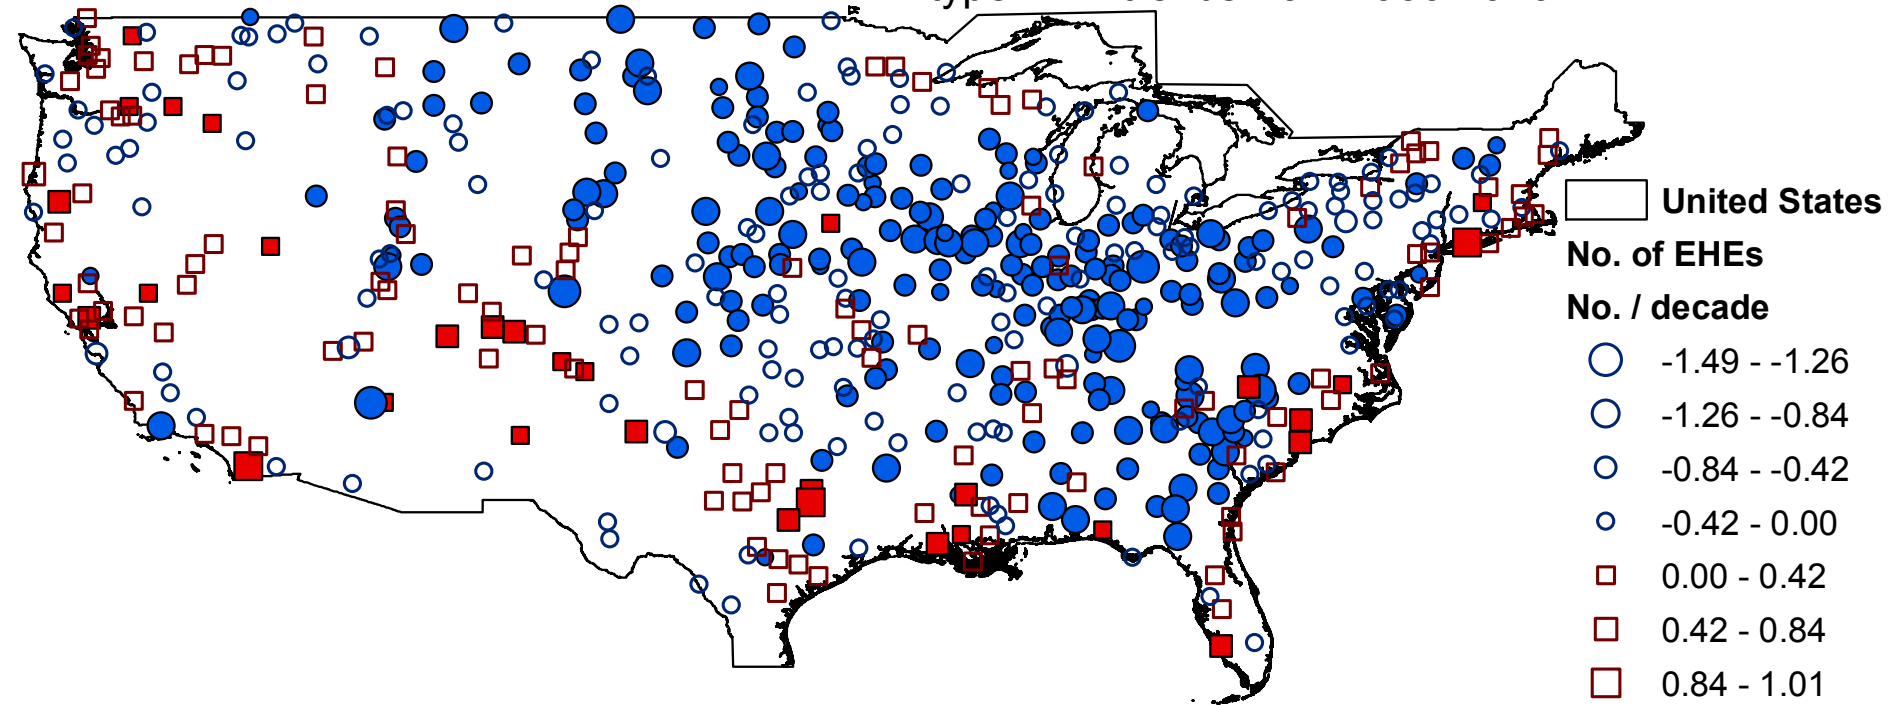 United States
No. of EHEs
No. / decade
-1.49 - -1.26
-1.26 - -0.84
-0.84 - -0.42
-0.42 - 0.00
0.00 - 0.42
0.42 - 0.84
0.84 - 1.01